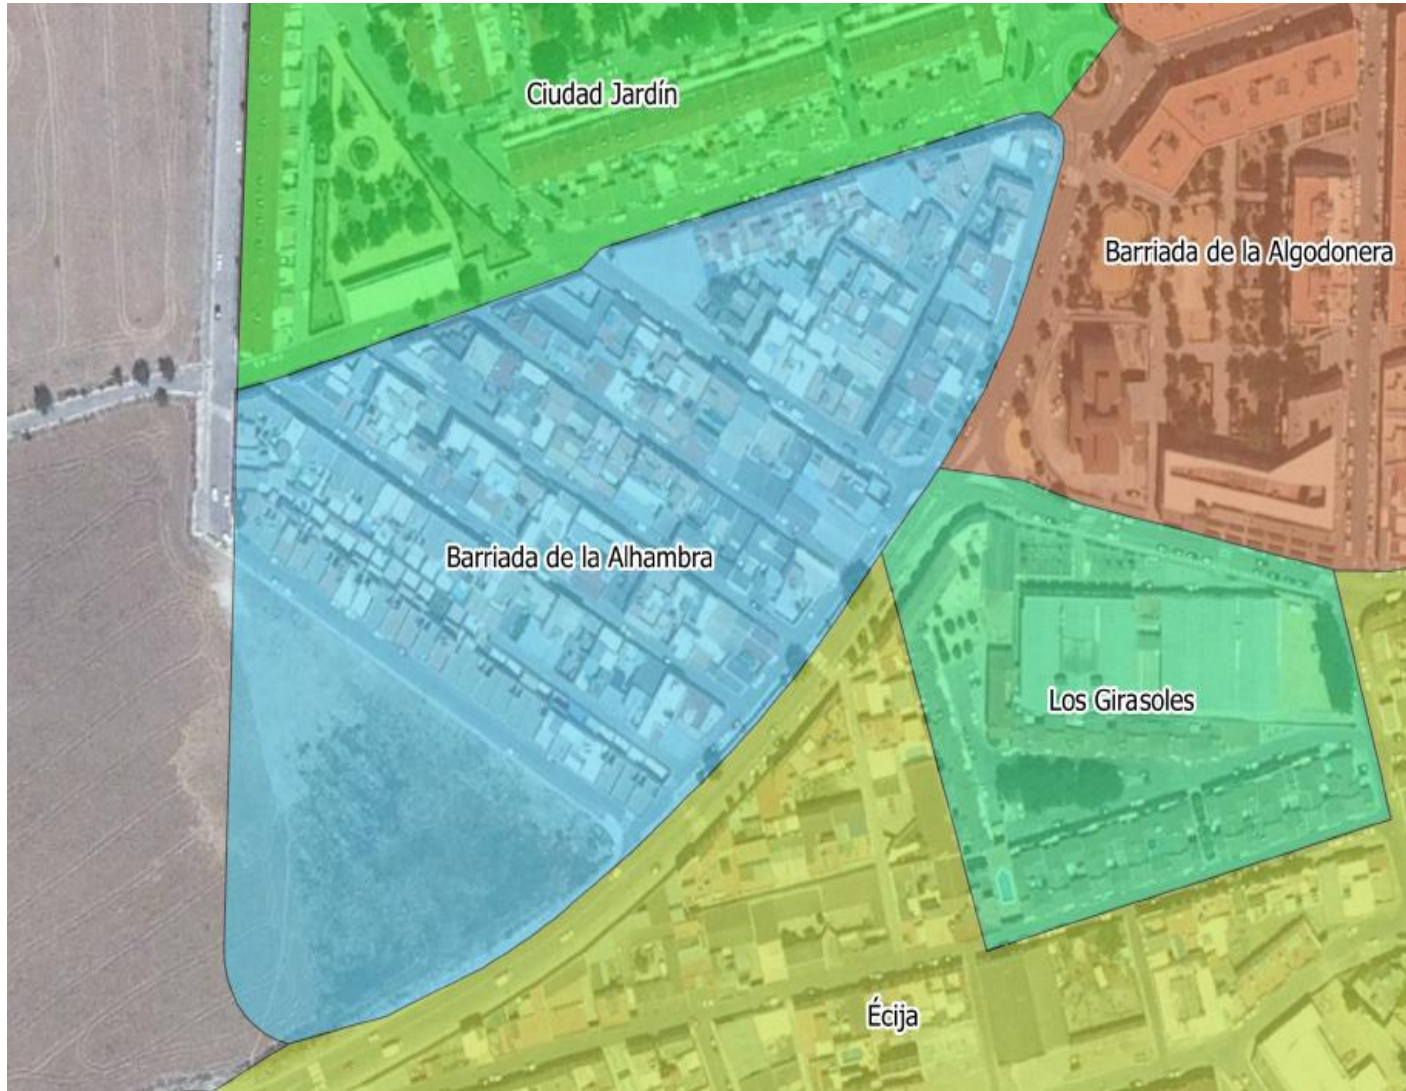 Ciudad Jardín
Barriada de la Algodonera
Barriada de la Alhambra
Los Girasoles
Écija